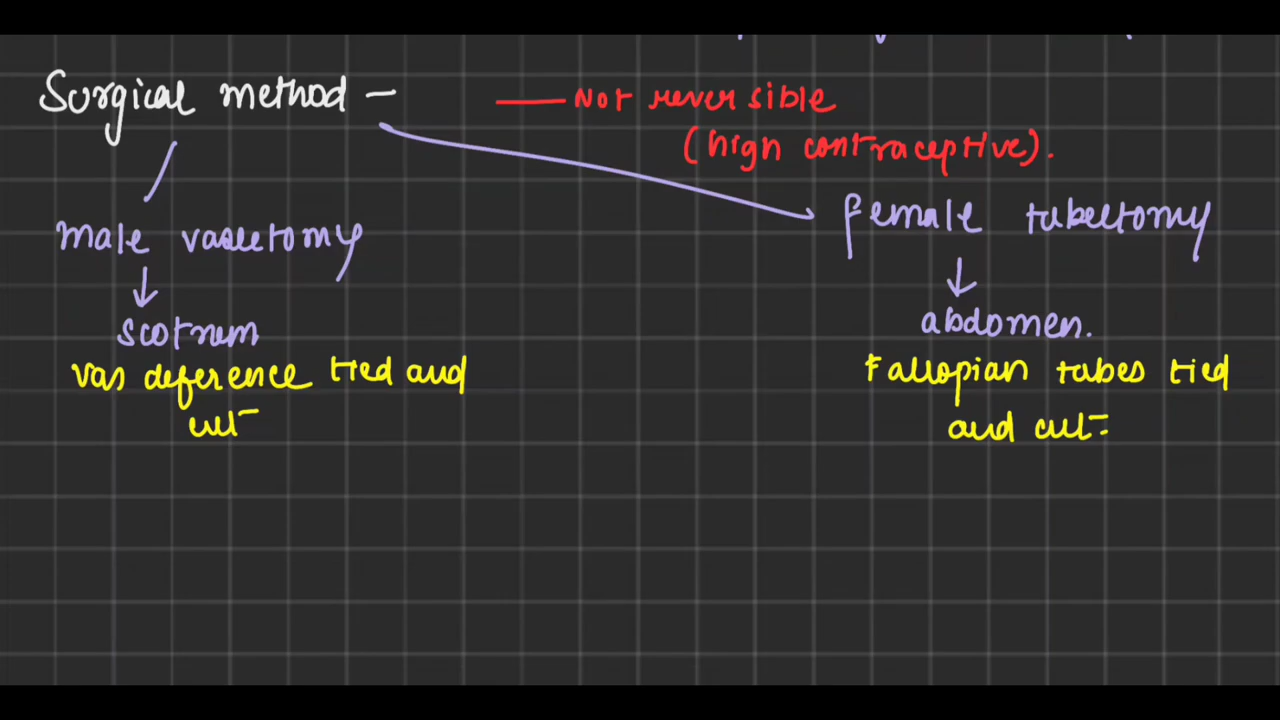 Surgical method -
Not reversible
(high contraceptive).
Male vasectomy
female tubectomy
scotrum
abdomen.
vas deference tied and
cut
Fallopian tubes tied
and cut